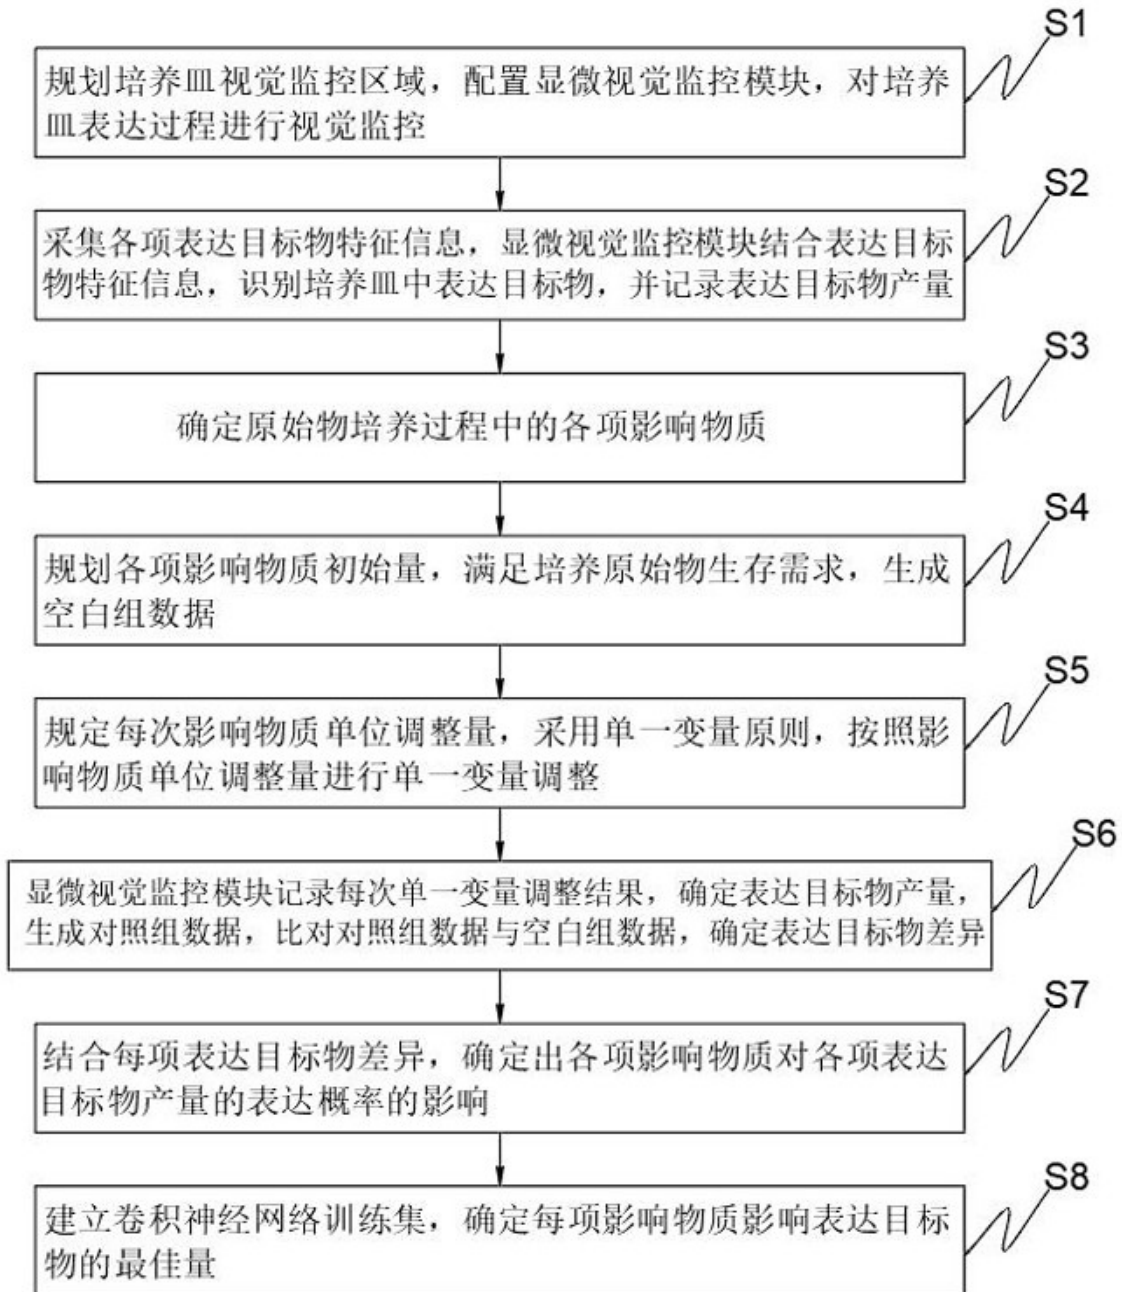 S1
规划培养皿视觉监控区域，配置显微视觉监控模块，对培养
皿表达过程进行视觉监控
S2
采集各项表达目标物特征信息，显微视觉监控模块结合表达目标
物特征信息，识别培养皿中表达目标物，并记录表达目标物产量
S3
确定原始物培养过程中的各项影响物质
S4
规划各项影响物质初始量，满足培养原始物生存需求，生成
空白组数据
S5
规定每次影响物质单位调整量，采用单一变量原则，按照影
响物质单位调整量进行单一变量调整
S6
显微视觉监控模块记录每次单一变量调整结果，确定表达目标物产量，
生成对照组数据，比对对照组数据与空白组数据，确定表达目标物差异
S7
结合每项表达目标物差异，确定出各项影响物质对各项表达
目标物产量的表达概率的影响
S8
建立卷积神经网络训练集，确定每项影响物质影响表达目标
物的最佳量